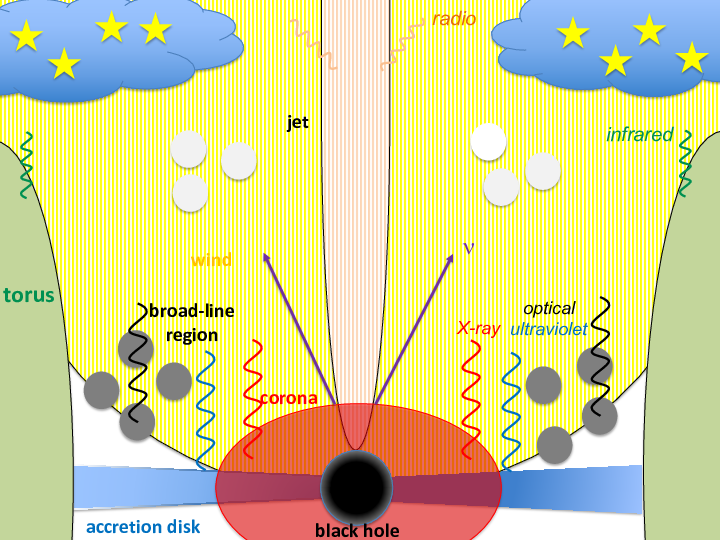 radio
jet
infrared
wind
ν
torus
broad-line
region
optical
X-ray ultraviolet
corona
accretion disk
black hole